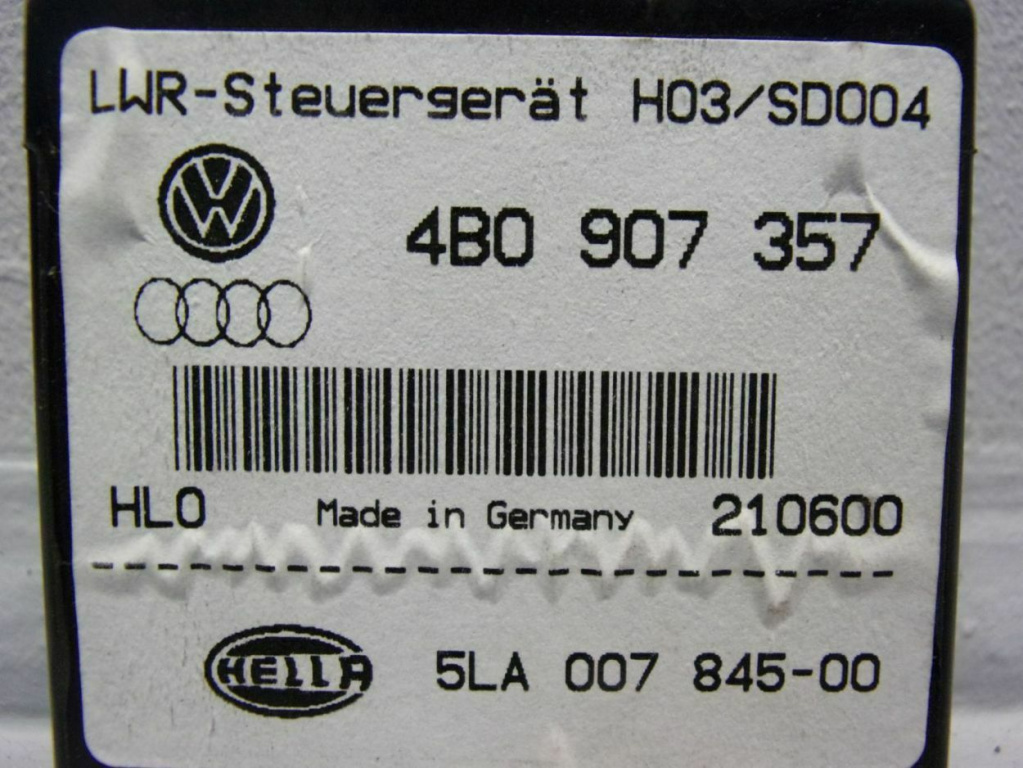 LWR-Steuergerät H03/SD004
4B0 907 357
HLO Made in Germany 210600
HELLA 5LA 007 845-00